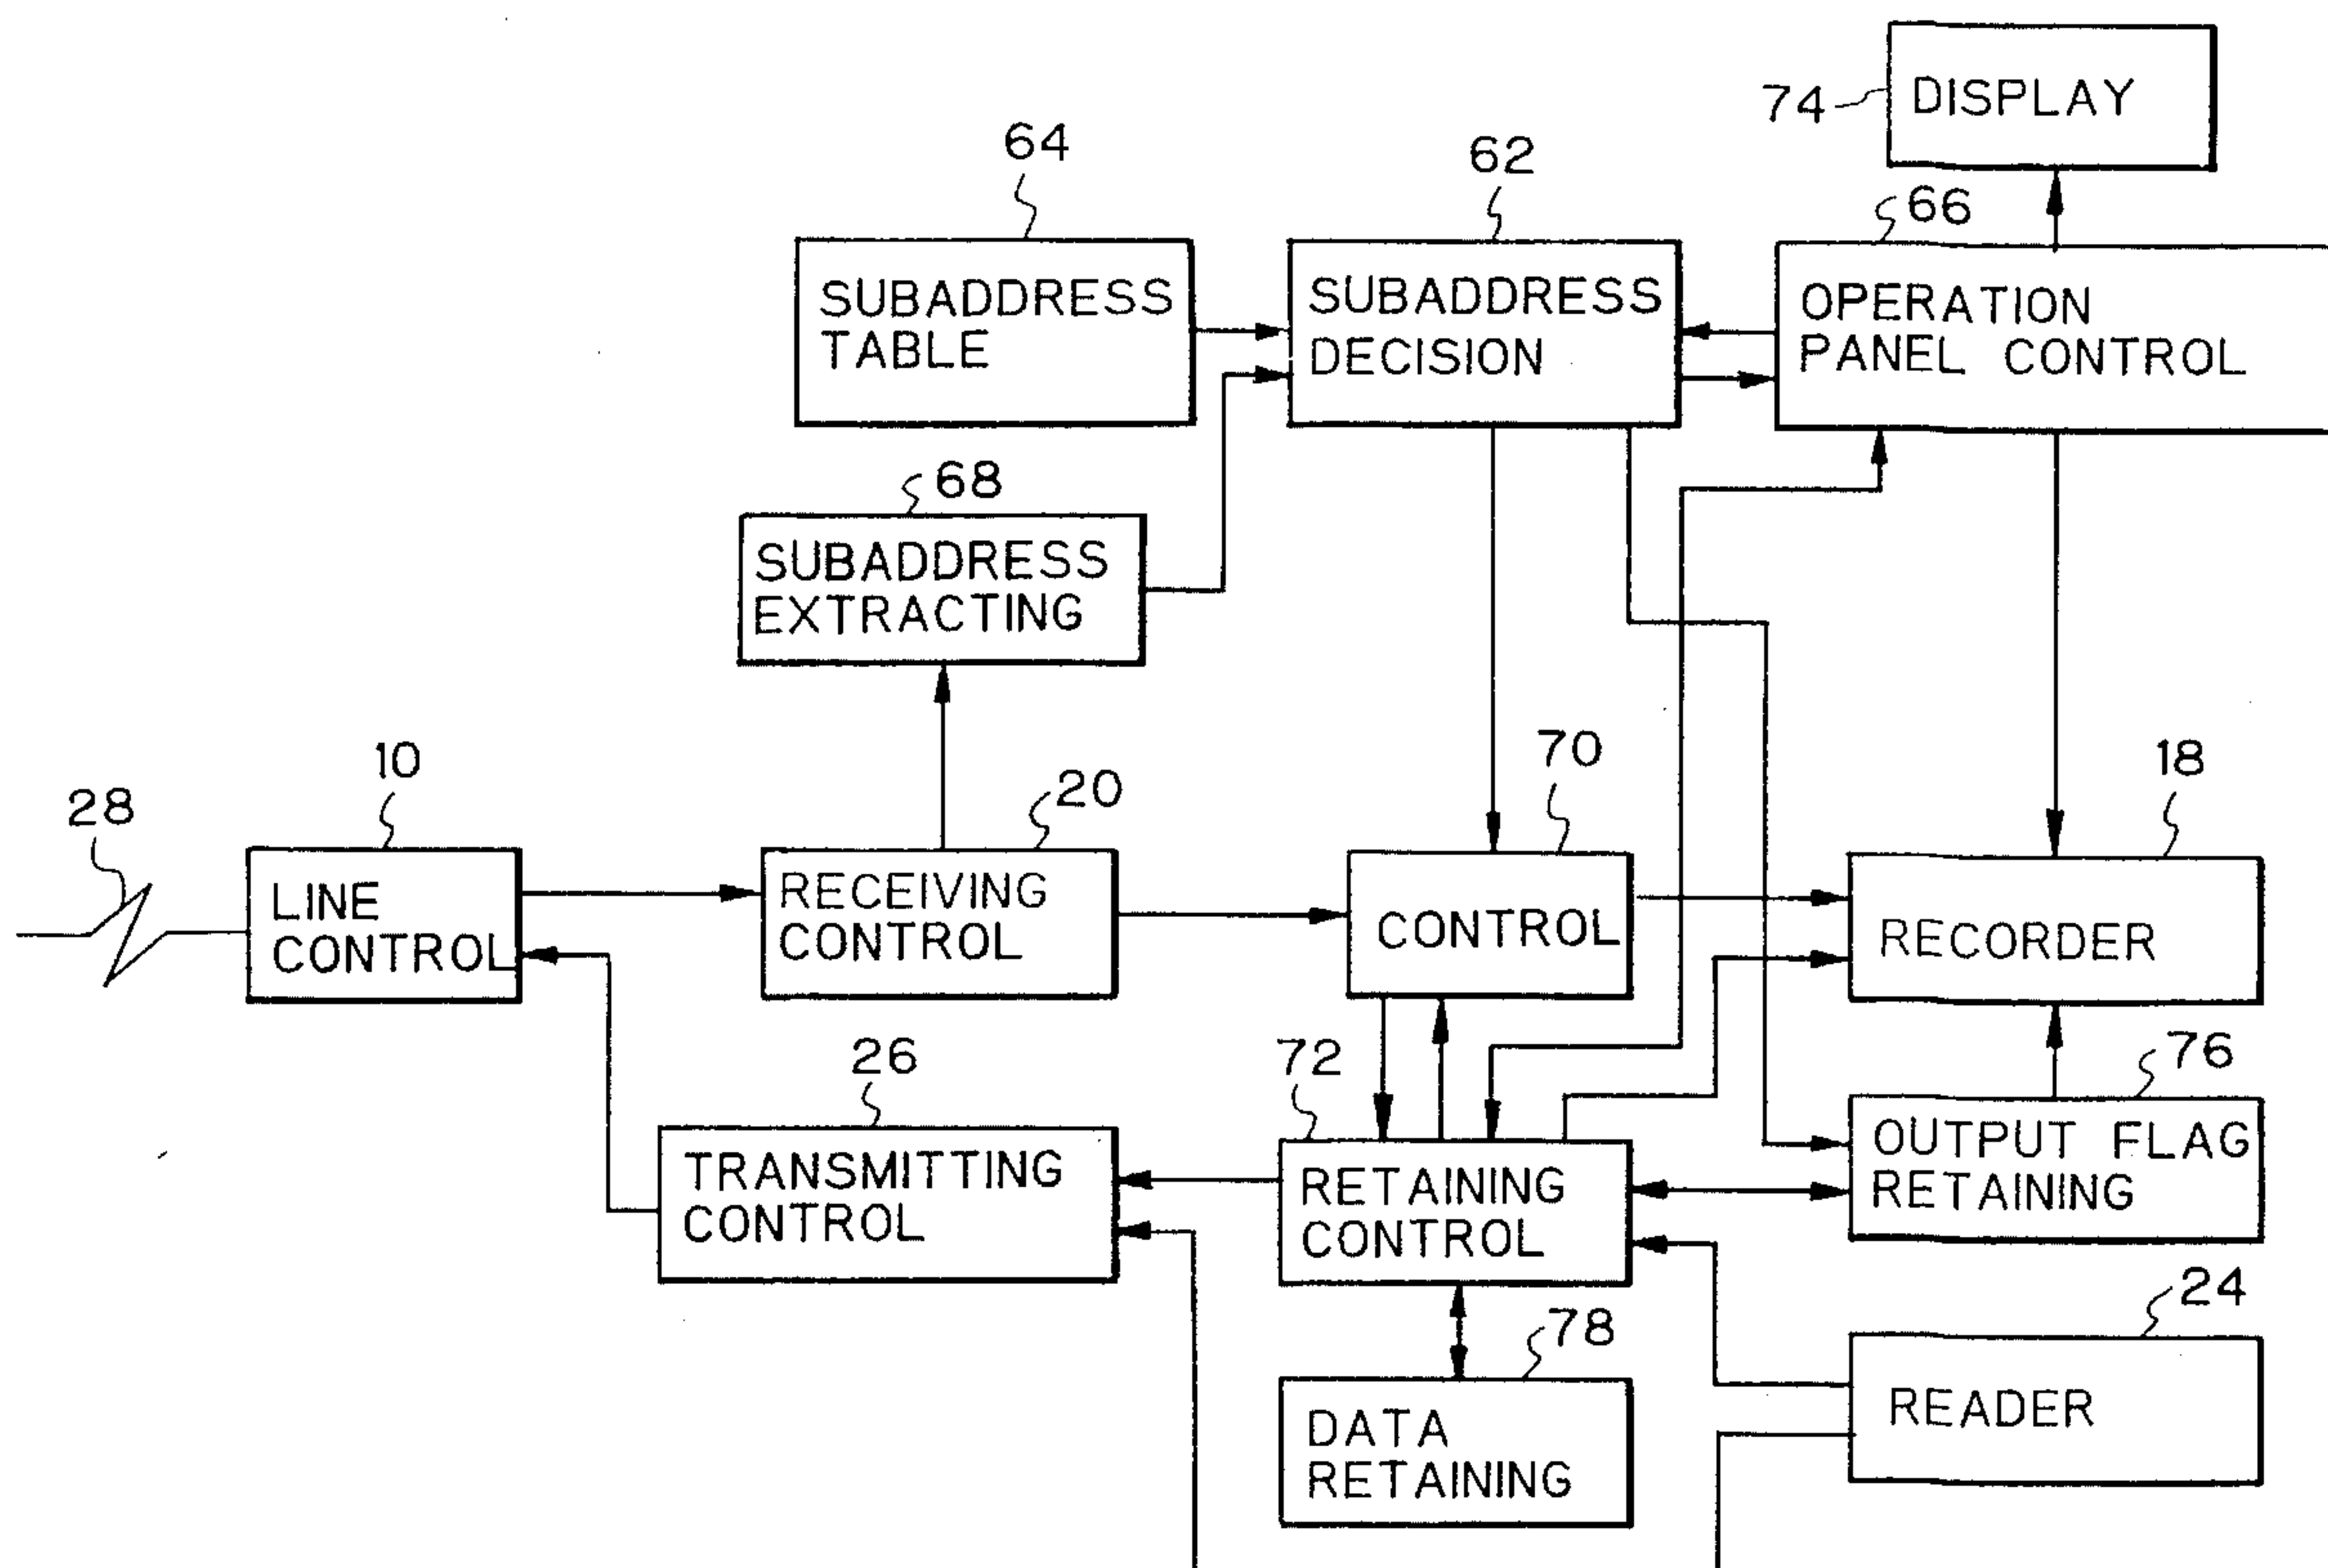 74
DISPLAY
64
62
66
SUBADDRESS
TABLE
SUBADDRESS
DECISION
OPERATION
PANEL CONTROL
68
SUBADDRESS
EXTRACTING
28
10
20
70
18
LINE
CONTROL
RECEIVING
CONTROL
CONTROL
RECORDER
26
72
76
TRANSMITTING
CONTROL
RETAINING
CONTROL
OUTPUT FLAG
RETAINING
78
24
DATA
RETAINING
READER